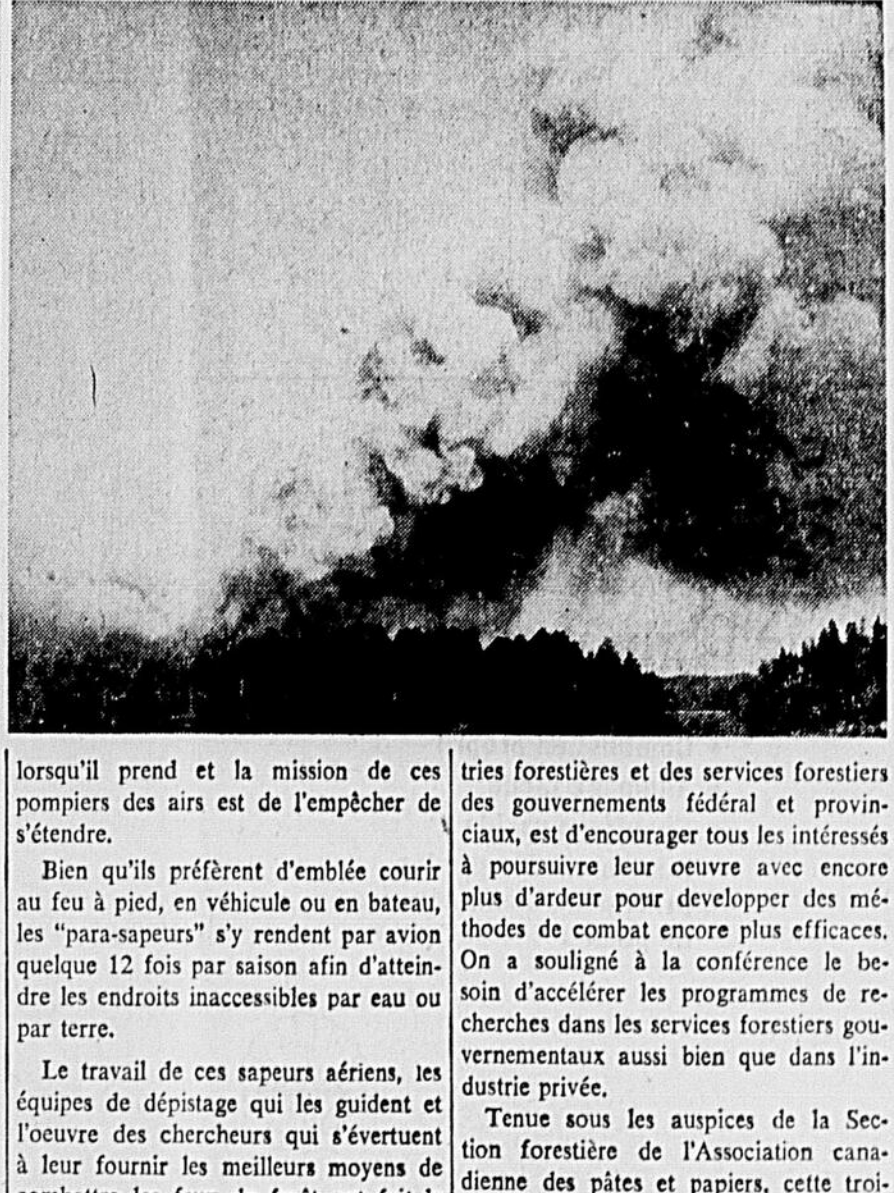 lorsqu'il prend et la mission de ces
pompiers des airs est de l'empêcher de
s'étendre.
Bien qu'ils préfèrent d'emblée courir
au feu à pied, en véhicule ou en bateau,
les "para-sapeurs" s'y rendent par avion
quelque 12 fois par saison afin d'attein-
dre les endroits inaccessibles par eau ou
par terre.
Le travail de ces sapeurs aériens, les
équipes de dépistage qui les guident et
l'oeuvre des chercheurs qui s'évertuent
à leur fournir les meilleurs moyens de
tries forestières et des services forestiers
des gouvernements fédéral et provin-
ciaux, est d'encourager tous les intéressés
à poursuivre leur oeuvre avec encore
plus d'ardeur pour developper des mé-
thodes de combat encore plus efficaces.
On a souligné à la conférence le be-
soin d'accélérer les programmes de re-
cherches dans les services forestiers gou-
vernementaux aussi bien que dans l'in-
dustrie privée.
Tenue sous les auspices de la Sec-
tion forestière de l'Association cana-
dienne des pâtes et papiers, cette troi-